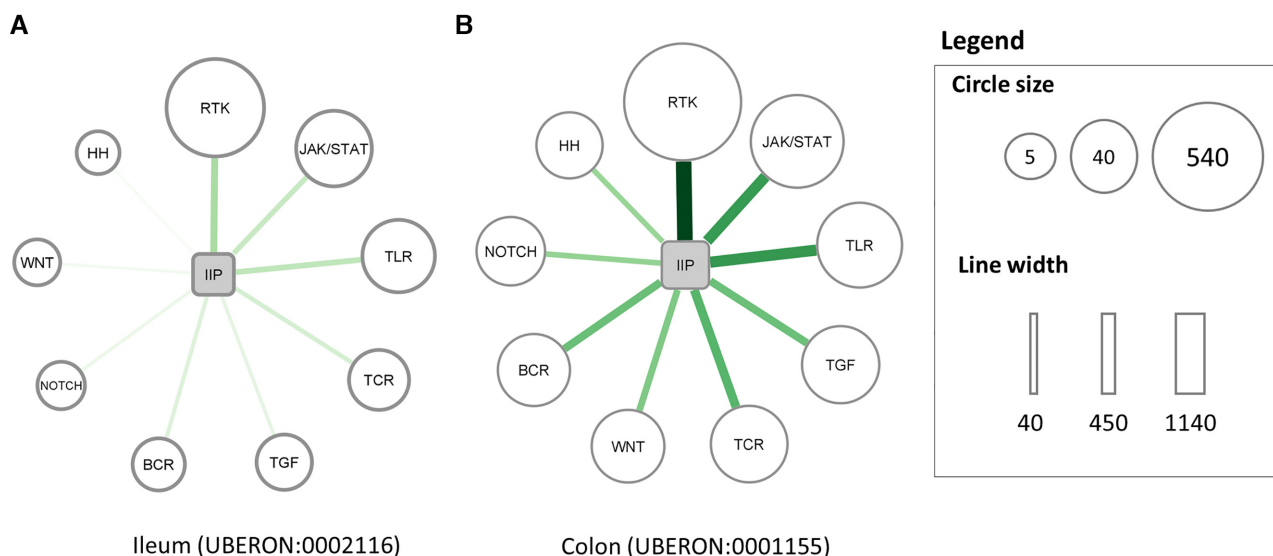 A
RTK
JAK/STAT
HH
TLR
WNT
IIP
TCR
NOTCH
BCR
TGF
Ileum (UBERON:0002116)
B
RTK
JAK/STAT
HH
TLR
NOTCH
IIP
TGF
BCR
WNT
TCR
Colon (UBERON:0001155)
Legend
Circle size
5 40 540
Line width
40 450 1140